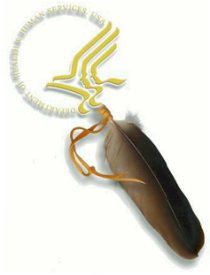 DEPARTMENT OF HEALTH & HUMAN SERVICES · USA